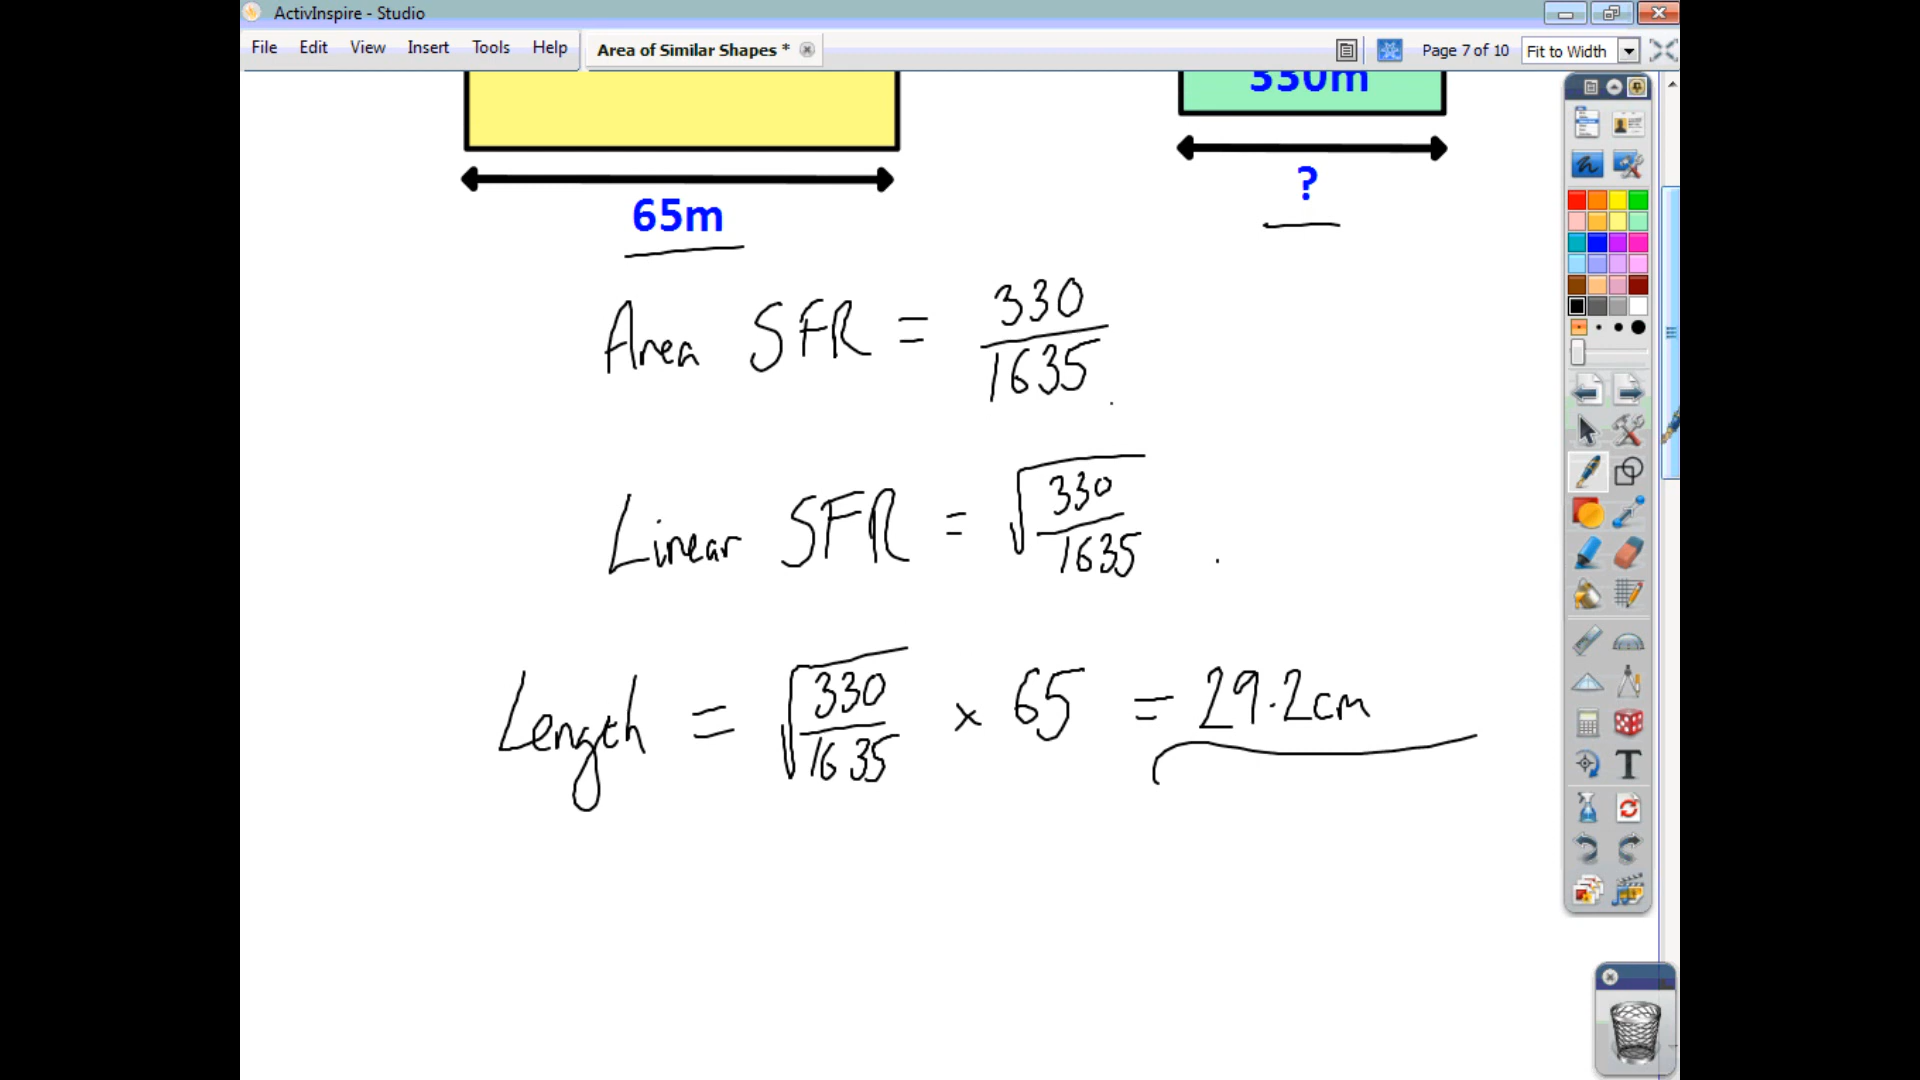 ActivInspire - Studio
File Edit View Insert Tools Help Area of Similar Shapes * Page 7 of 10 Fit to Width
330m
65m
?
Area SFR = 330/1635
Linear SFR = √330/1635
Length = √330/1635 × 65 = 29.2cm